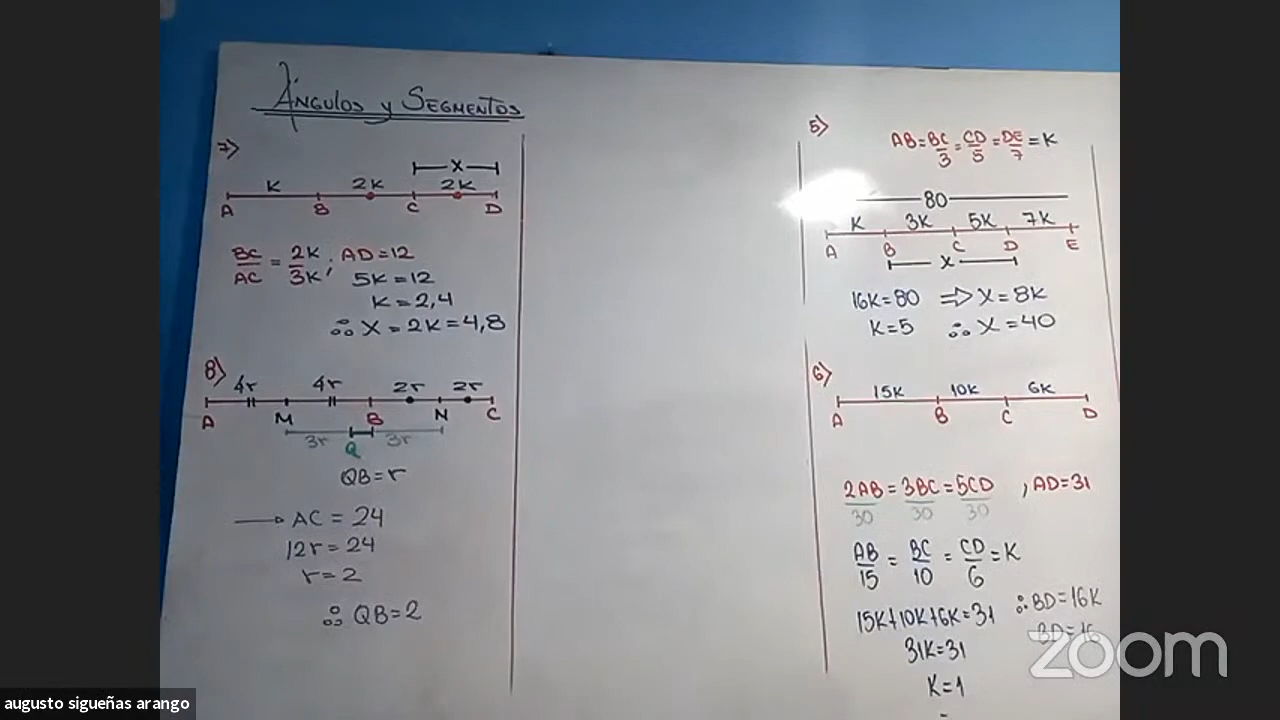 Ángulos y Segmentos
7)
X
K 2K 2K
A B C D
BC/AC = 2K/3K ; AD = 12
5K = 12
K = 2,4
∴ X = 2K = 4,8
8)
4r 4r 2r 2r
A M B N C
3r Q 3r
QB = r
→ AC = 24
12r = 24
r = 2
∴ QB = 2
5)
AB = BC/3 = CD/5 = DE/7 = K
80
K 3K 5K 7K
A B C D E
X
16K = 80 ⇒ X = 8K
K = 5 ∴ X = 40
6)
15K 10K 6K
A B C D
2AB/30 = 3BC/30 = 5CD/30 , AD = 31
AB/15 = BC/10 = CD/6 = K
15K + 10K + 6K = 31 ∴ BD = 16K
31K = 31 BD = 16
K = 1
zoom
augusto sigueñas arango